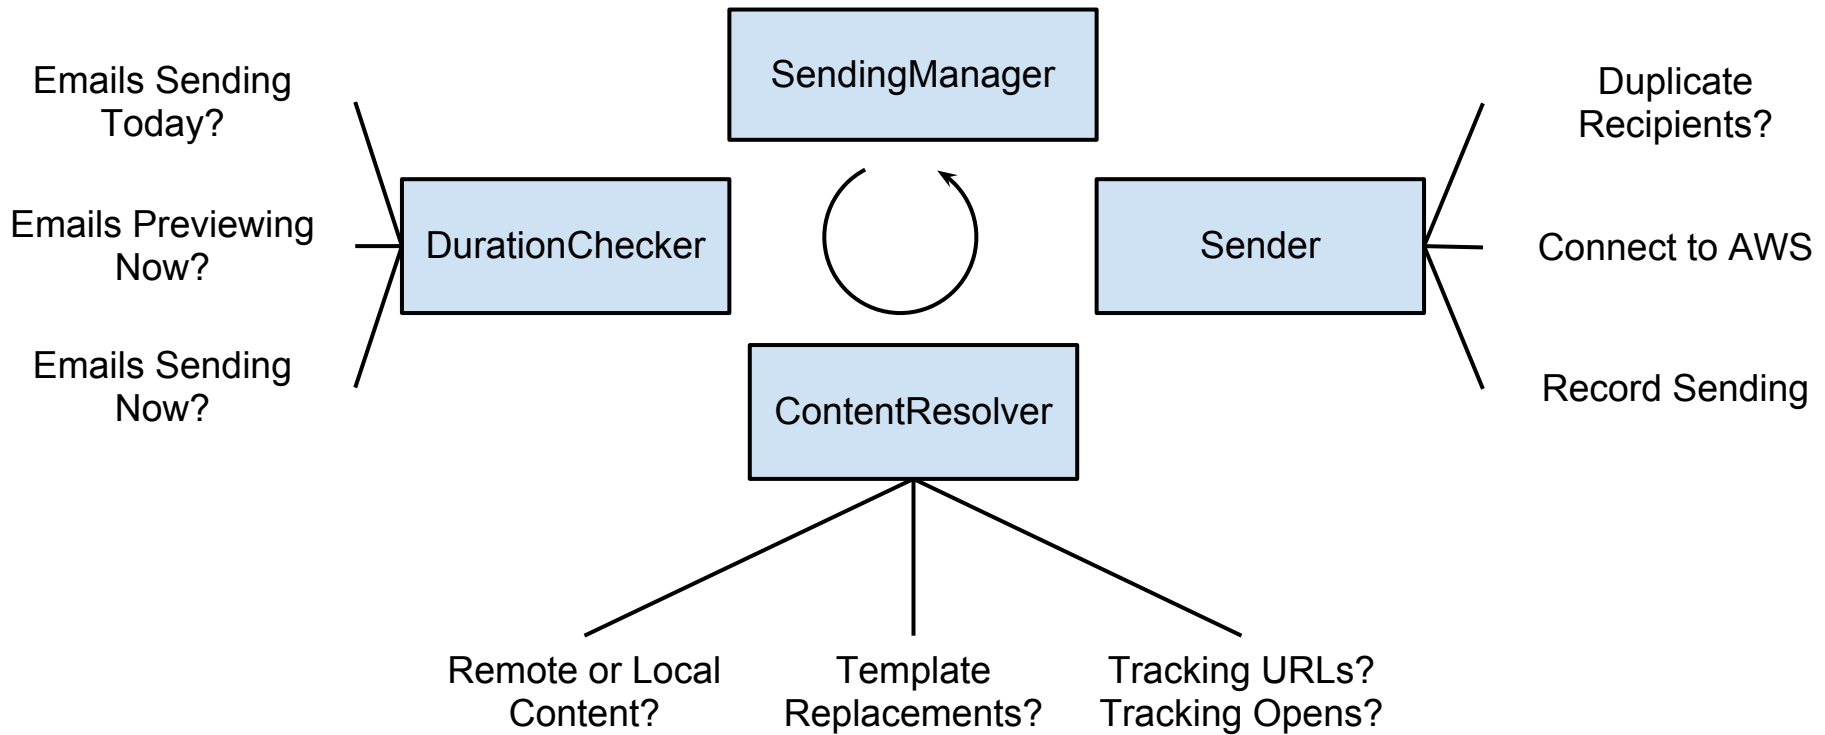 SendingManager
Emails Sending
Today?
Emails Previewing
Now?
Emails Sending
Now?
DurationChecker
Sender
Duplicate
Recipients?
Connect to AWS
Record Sending
ContentResolver
Remote or Local
Content?
Template
Replacements?
Tracking URLs?
Tracking Opens?